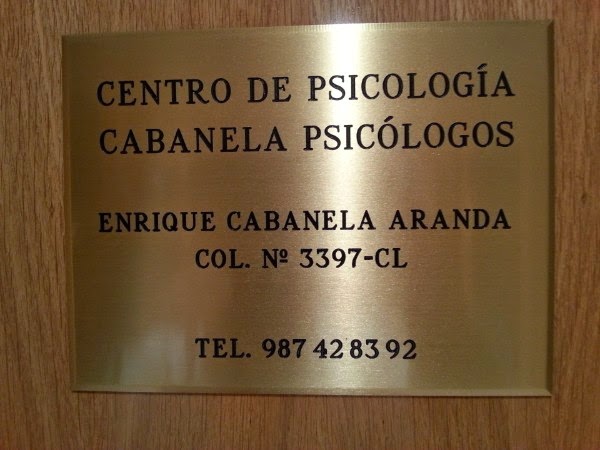 CENTRO DE PSICOLOGÍA
CABANELA PSICÓLOGOS
ENRIQUE CABANELA ARANDA
COL. Nº 3397-CL
TEL. 987 42 83 92